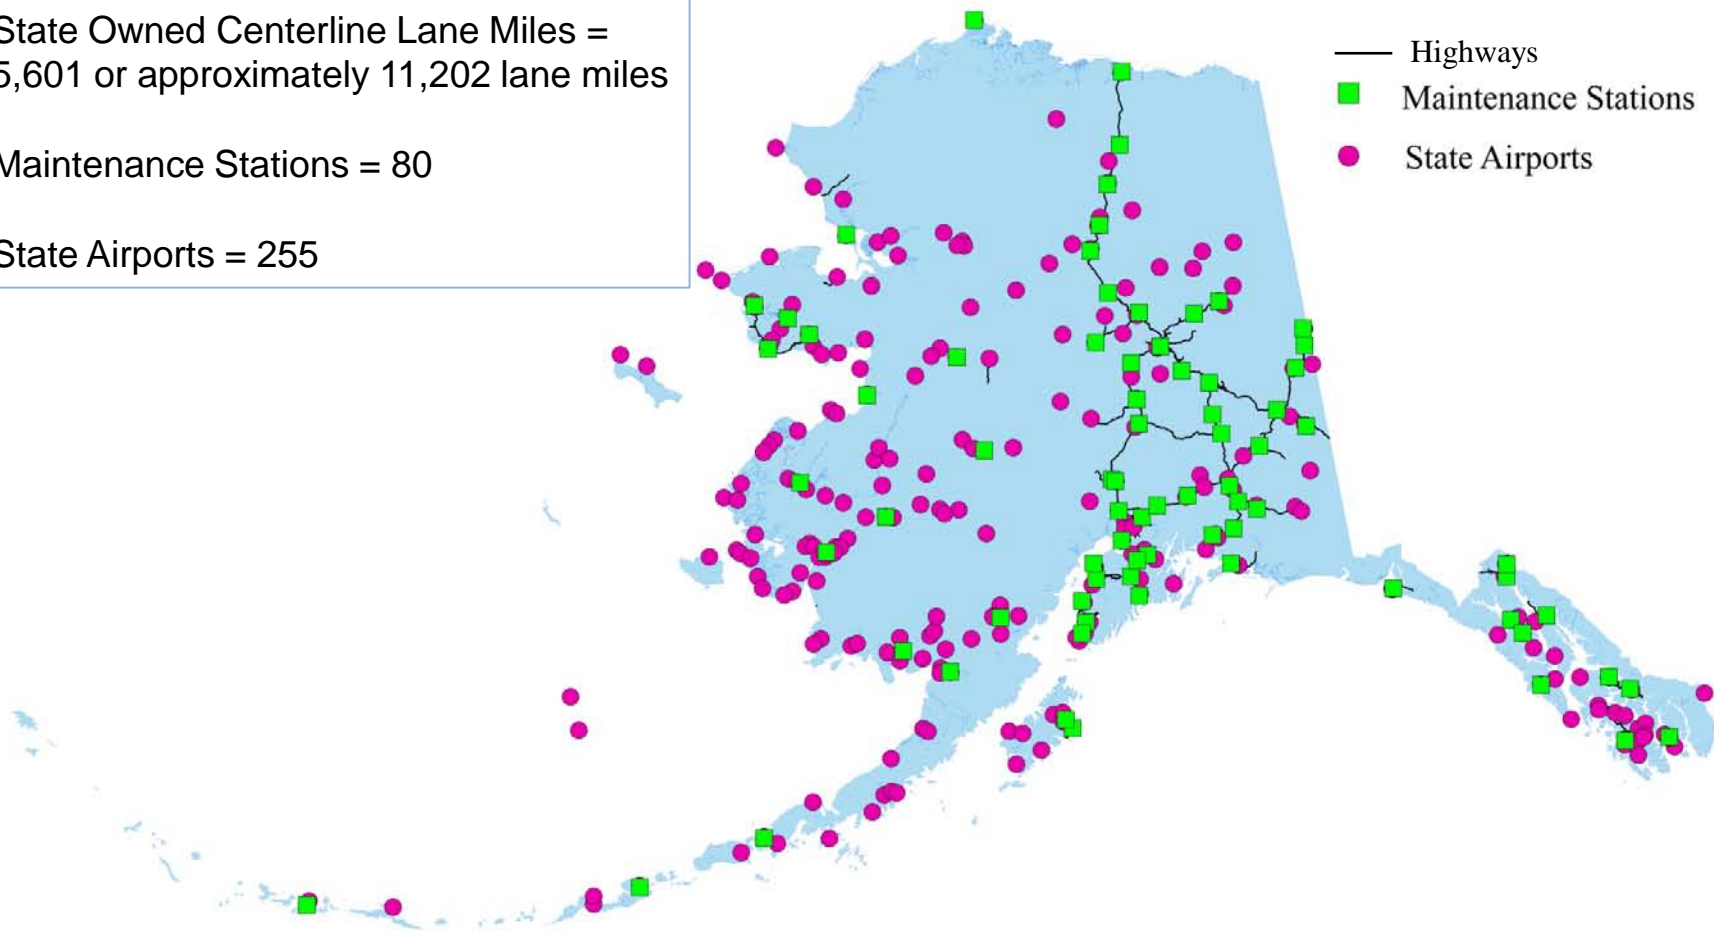 State Owned Centerline Lane Miles =
5,601 or approximately 11,202 lane miles
Maintenance Stations = 80
State Airports = 255
Highways
Maintenance Stations
State Airports